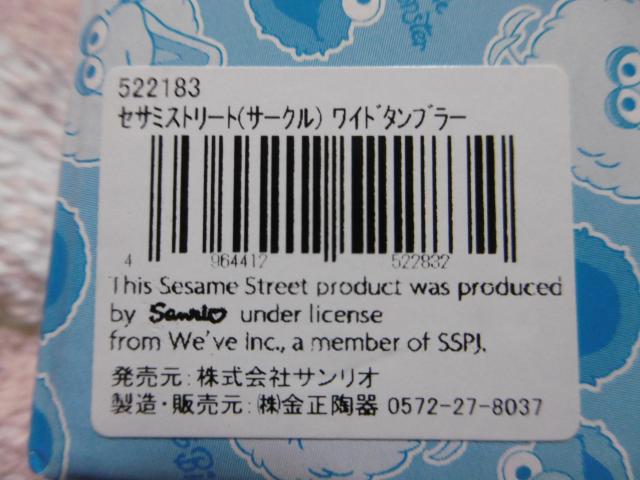 Monster
522183
セサミストリート(サークル) ワイドタンブラー
4 964412 522832
This Sesame Street product was produced
by Sanrio under license
from We've Inc., a member of SSPJ.
発売元:株式会社サンリオ
製造・販売元:㈱金正陶器 0572-27-8037